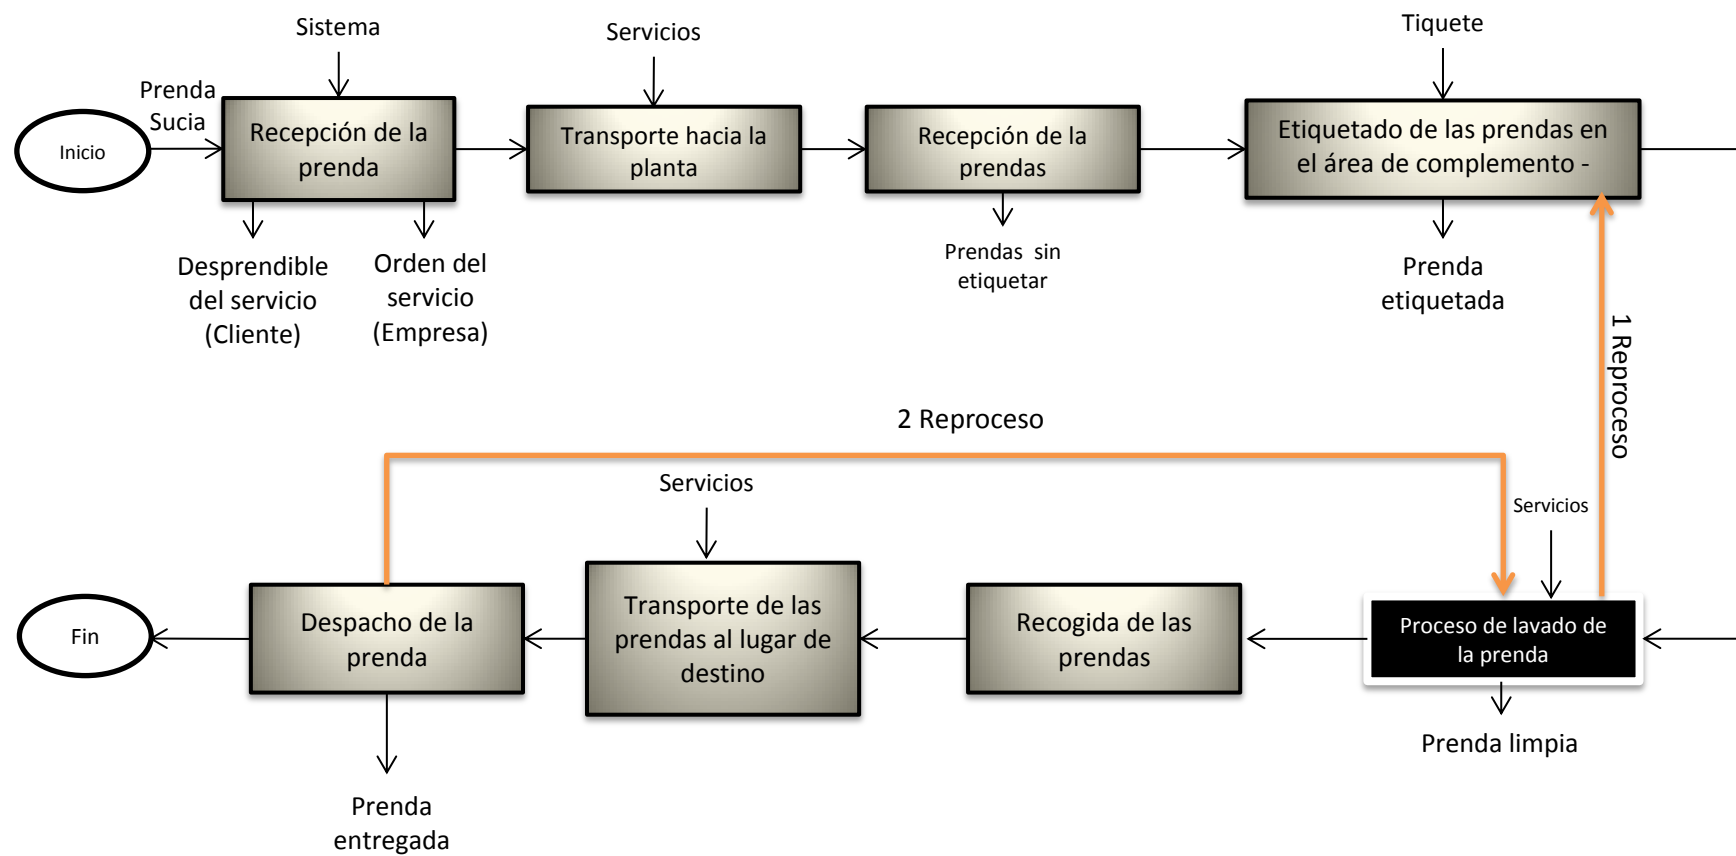 Sistema
Servicios
Tiquete
Prenda
Sucia
Inicio
Recepción de la
prenda
Transporte hacia la
planta
Recepción de la
prendas
Etiquetado de las prendas en
el área de complemento -
Desprendible
del servicio
(Cliente)
Orden del
servicio
(Empresa)
Prendas sin
etiquetar
Prenda
etiquetada
1 Reproceso
2 Reproceso
Servicios
Servicios
Fin
Despacho de la
prenda
Transporte de las
prendas al lugar de
destino
Recogida de las
prendas
Proceso de lavado de
la prenda
Prenda limpia
Prenda
entregada